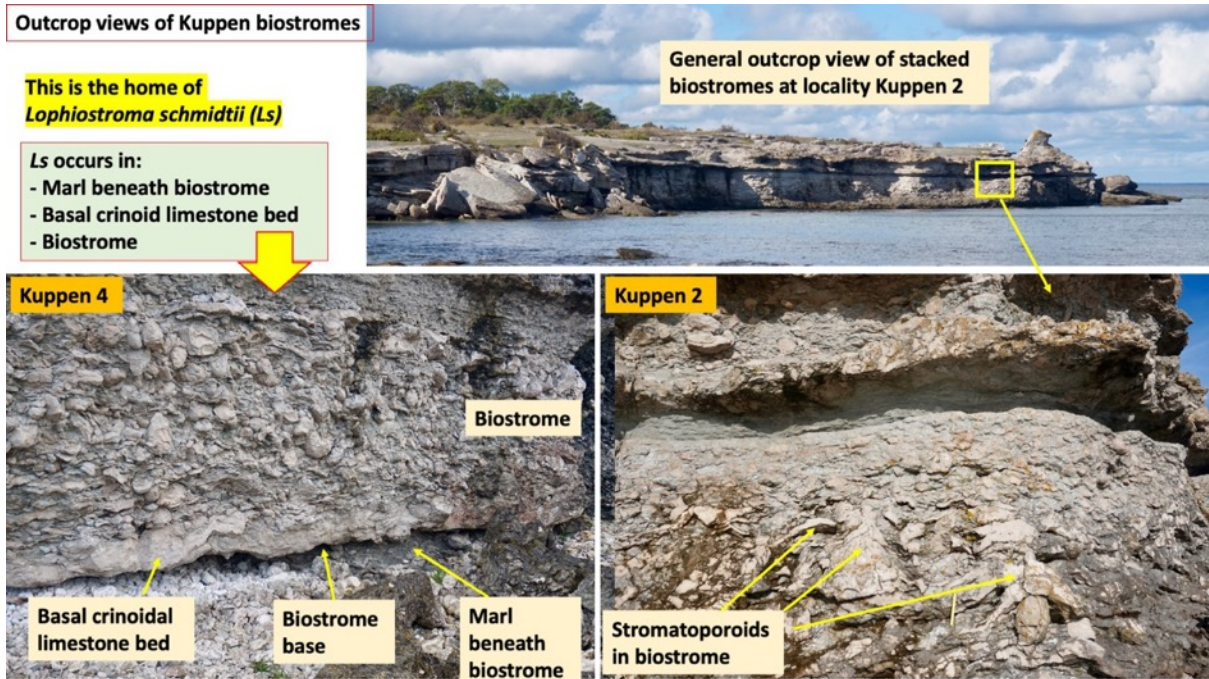 Outcrop views of Kuppen biostromes
This is the home of
Lophiostroma schmidtii (Ls)
Ls occurs in:
- Marl beneath biostrome
- Basal crinoid limestone bed
- Biostrome
General outcrop view of stacked
biostromes at locality Kuppen 2
Kuppen 4
Biostrome
Basal crinoidal
limestone bed
Biostrome
base
Marl
beneath
biostrome
Kuppen 2
Stromatoporoids
in biostrome